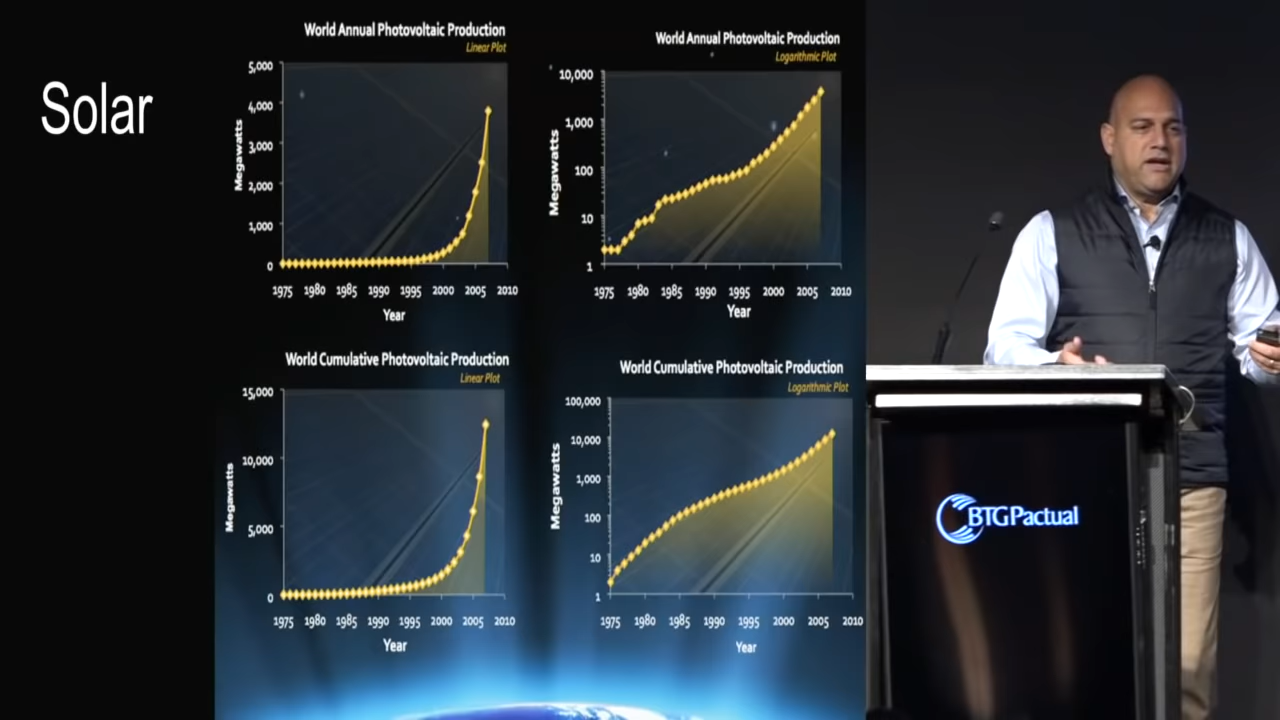 Solar
World Annual Photovoltaic Production
Linear Plot
5,000
4,000
3,000
2,000
1,000
0
Megawatts
1975 1980 1985 1990 1995 2000 2005 2010
Year
World Annual Photovoltaic Production
Logarithmic Plot
10,000
1,000
100
10
1
Megawatts
1975 1980 1985 1990 1995 2000 2005 2010
Year
World Cumulative Photovoltaic Production
Linear Plot
15,000
10,000
5,000
0
Megawatts
1975 1980 1985 1990 1995 2000 2005 2010
Year
World Cumulative Photovoltaic Production
Logarithmic Plot
100,000
10,000
1,000
100
10
1
Megawatts
1975 1980 1985 1990 1995 2000 2005 2010
Year
BTGPactual